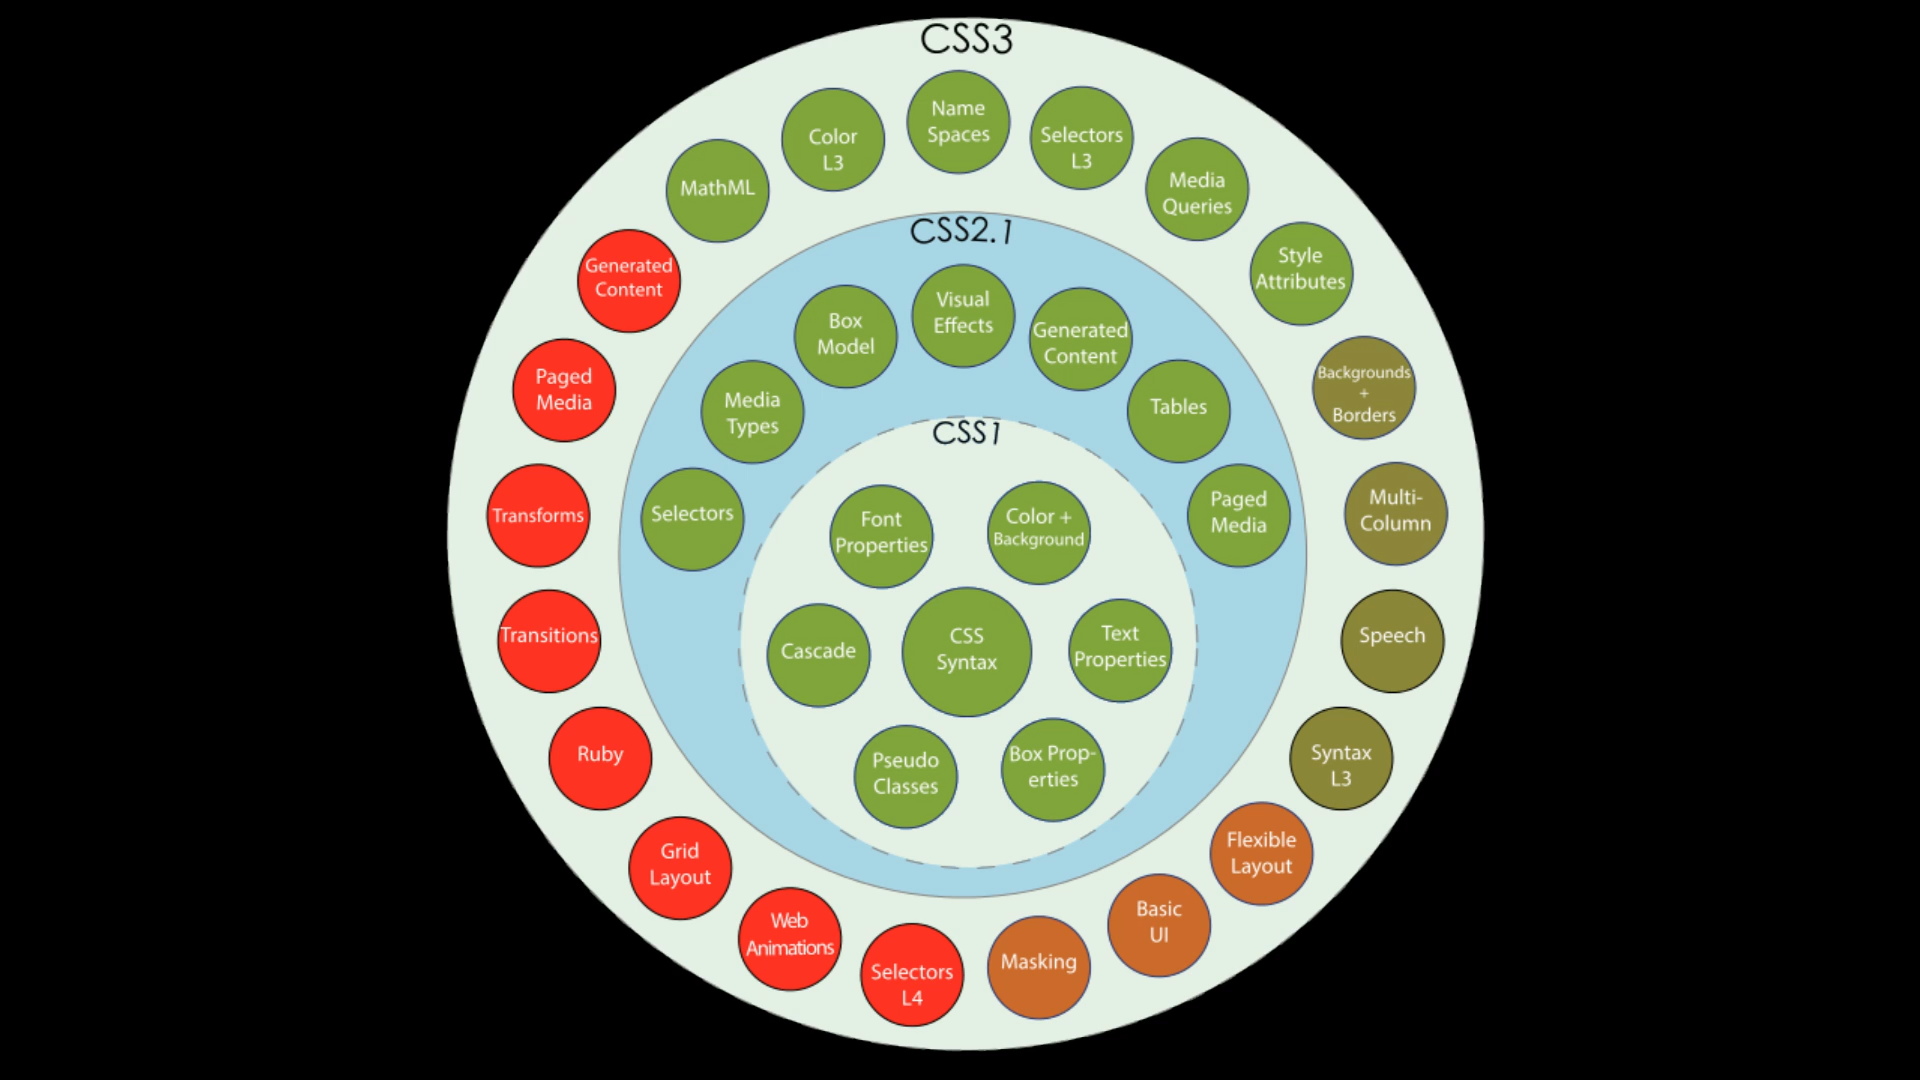 CSS3
Name
Spaces
Selectors
L3
Media
Queries
Style
Attributes
Backgrounds
+
Borders
Multi-
Column
Speech
Syntax
L3
Flexible
Layout
Basic
UI
Masking
Selectors
L4
Web
Animations
Grid
Layout
Ruby
Transitions
Transforms
Paged
Media
Generated
Content
MathML
Color
L3
CSS2.1
Selectors
Media
Types
Box
Model
Visual
Effects
Generated
Content
Tables
Paged
Media
CSS1
Font
Properties
Color +
Background
Cascade
CSS
Syntax
Text
Properties
Pseudo
Classes
Box Prop-
erties